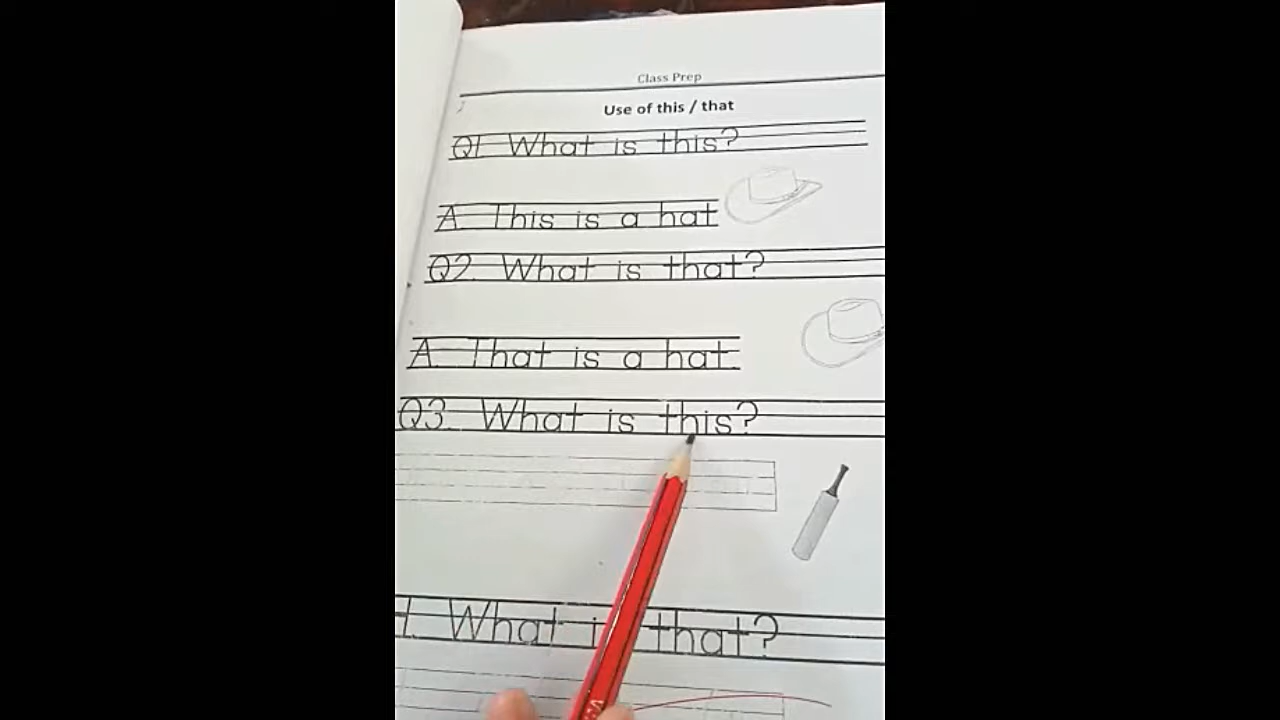 Class Prep
Use of this / that
Q1. What is this?
A. This is a hat
Q2. What is that?
A. That is a hat.
Q3. What is this?
What is that?